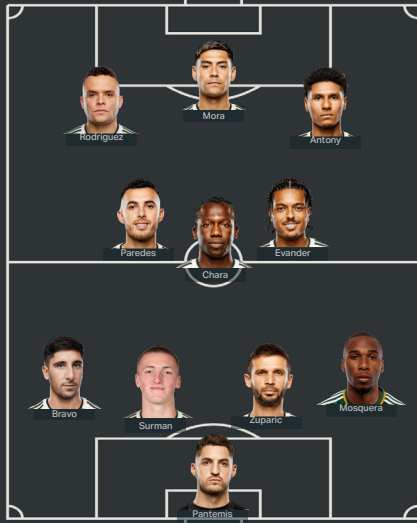 Mora
Rodriguez
Antony
Paredes
Evander
Chara
Bravo
Surman
Zuparic
Mosquera
Pantemis